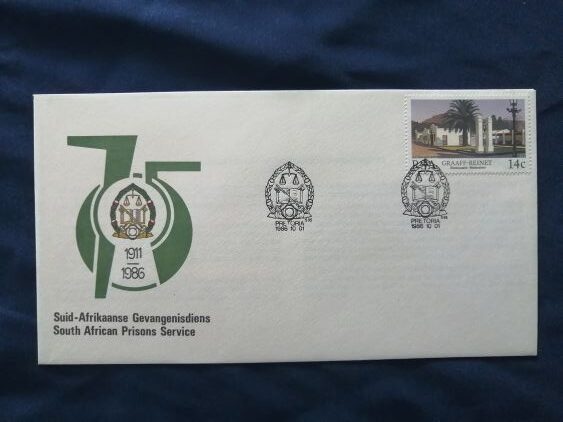 75
1911
1986
Suid-Afrikaanse Gevangenisdiens
South African Prisons Service
PRETORIA
1986 10 01
PRETORIA
1986 10 01
RSA
GRAAFF-REINET
14c